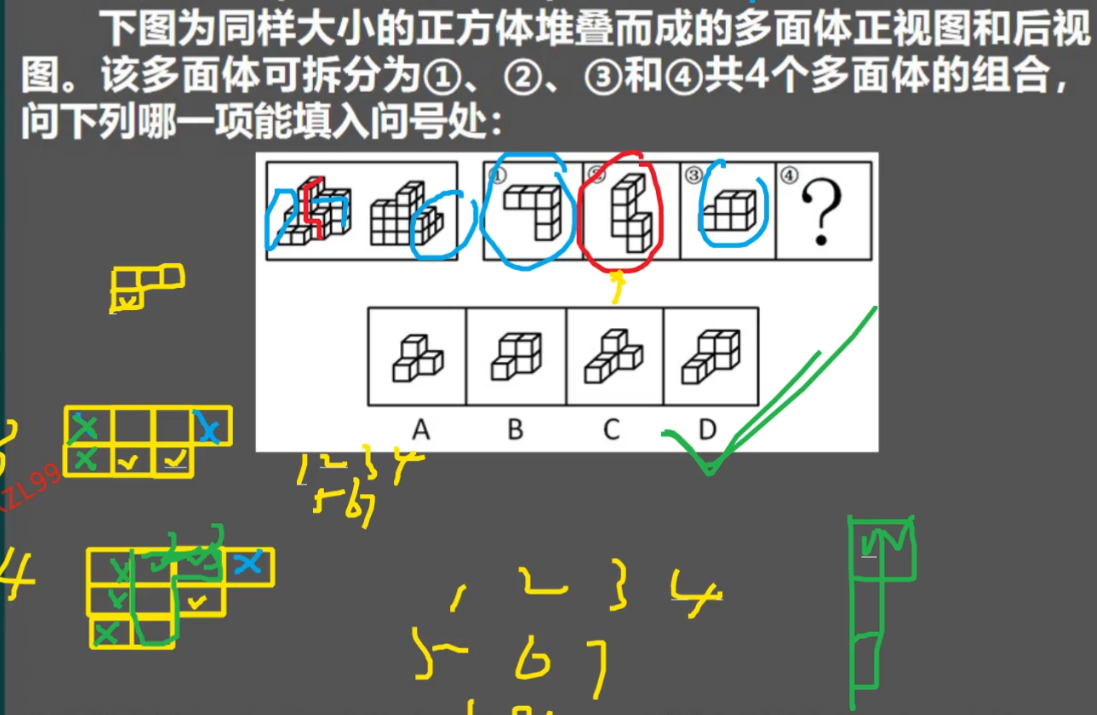 下图为同样大小的正方体堆叠而成的多面体正视图和后视
图。该多面体可拆分为①、②、③和④共4个多面体的组合，
问下列哪一项能填入问号处：
① ② ③ ④ ?
A B C D
1 2 3 4
5 6 7
ZL99
4
1 2 3 4
5 6 7